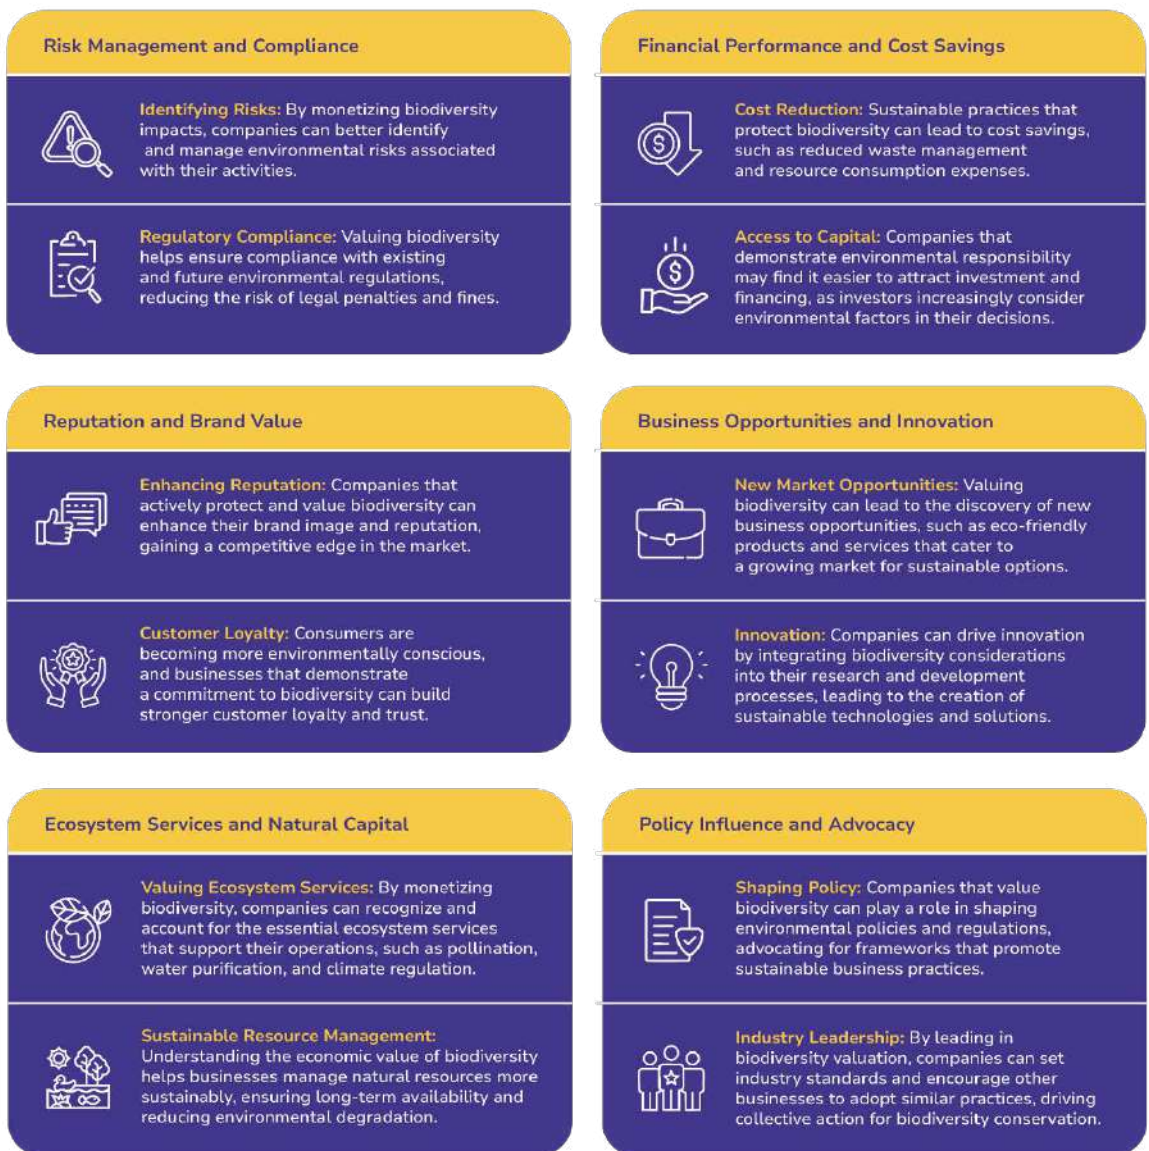 Risk Management and Compliance
Identifying Risks: By monetizing biodiversity
impacts, companies can better identify
and manage environmental risks associated
with their activities.
Regulatory Compliance: Valuing biodiversity
helps ensure compliance with existing
and future environmental regulations,
reducing the risk of legal penalties and fines.
Financial Performance and Cost Savings
Cost Reduction: Sustainable practices that
protect biodiversity can lead to cost savings,
such as reduced waste management
and resource consumption expenses.
Access to Capital: Companies that
demonstrate environmental responsibility
may find it easier to attract investment and
financing, as investors increasingly consider
environmental factors in their decisions.
Reputation and Brand Value
Enhancing Reputation: Companies that
actively protect and value biodiversity can
enhance their brand image and reputation,
gaining a competitive edge in the market.
Customer Loyalty: Consumers are
becoming more environmentally conscious,
and businesses that demonstrate
a commitment to biodiversity can build
stronger customer loyalty and trust.
Business Opportunities and Innovation
New Market Opportunities: Valuing
biodiversity can lead to the discovery of new
business opportunities, such as eco-friendly
products and services that cater to
a growing market for sustainable options.
Innovation: Companies can drive innovation
by integrating biodiversity considerations
into their research and development
processes, leading to the creation of
sustainable technologies and solutions.
Ecosystem Services and Natural Capital
Valuing Ecosystem Services: By monetizing
biodiversity, companies can recognize and
account for the essential ecosystem services
that support their operations, such as pollination,
water purification, and climate regulation.
Sustainable Resource Management:
Understanding the economic value of biodiversity
helps businesses manage natural resources more
sustainably, ensuring long-term availability and
reducing environmental degradation.
Policy Influence and Advocacy
Shaping Policy: Companies that value
biodiversity can play a role in shaping
environmental policies and regulations,
advocating for frameworks that promote
sustainable business practices.
Industry Leadership: By leading in
biodiversity valuation, companies can set
industry standards and encourage other
businesses to adopt similar practices, driving
collective action for biodiversity conservation.